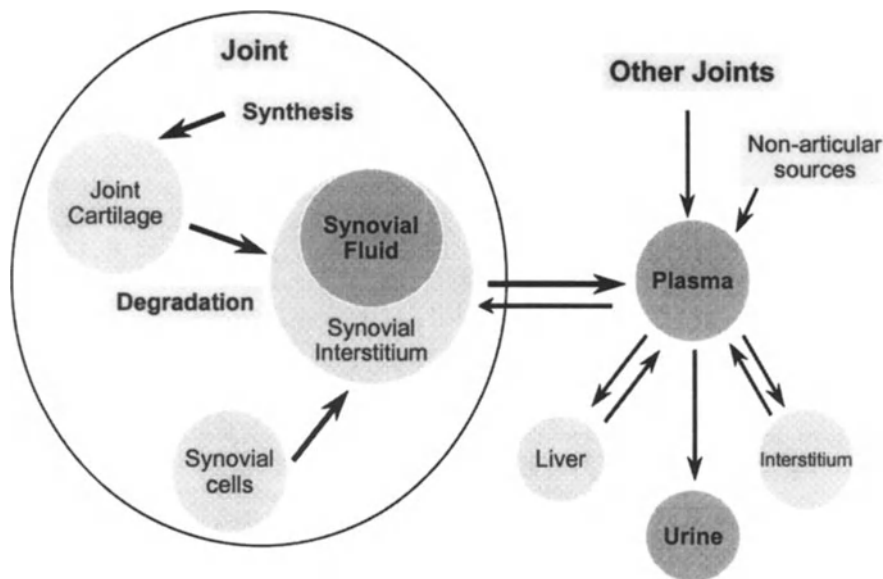 Joint
Synthesis
Joint
Cartilage
Synovial
Fluid
Degradation
Synovial
Interstitium
Synovial
cells
Other Joints
Non-articular
sources
Plasma
Liver
Interstitium
Urine